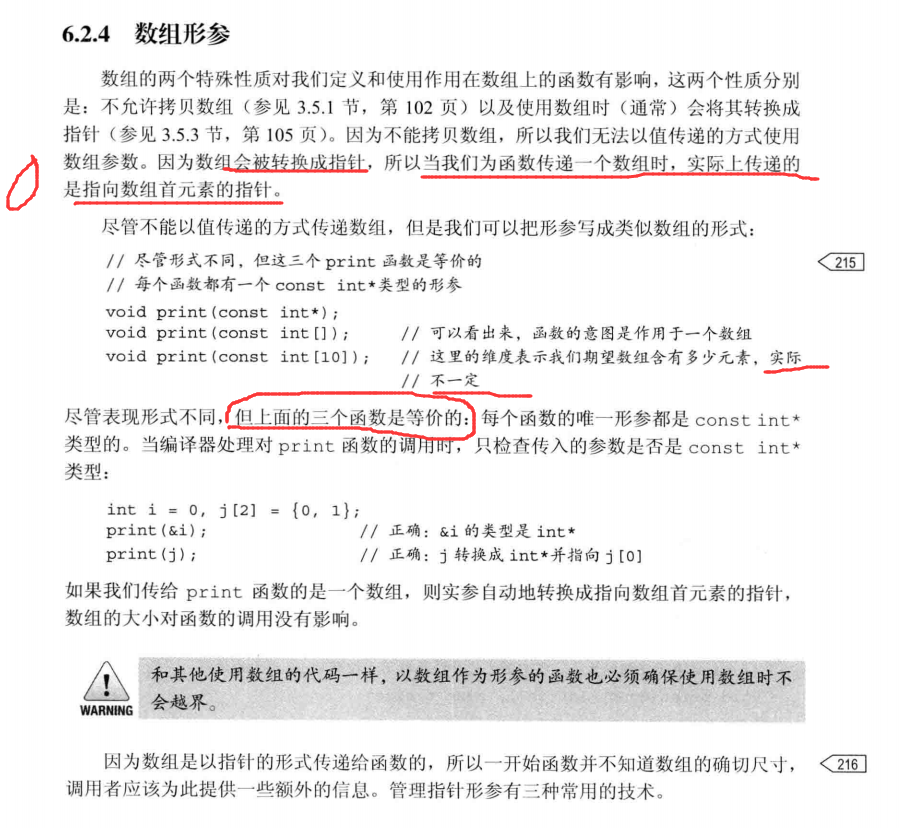 6.2.4 数组形参
数组的两个特殊性质对我们定义和使用作用在数组上的函数有影响，这两个性质分别
是：不允许拷贝数组（参见 3.5.1 节，第 102 页）以及使用数组时（通常）会将其转换成
指针（参见 3.5.3 节，第 105 页）。因为不能拷贝数组，所以我们无法以值传递的方式使用
数组参数。因为数组会被转换成指针，所以当我们为函数传递一个数组时，实际上传递的
是指向数组首元素的指针。
尽管不能以值传递的方式传递数组，但是我们可以把形参写成类似数组的形式：
// 尽管形式不同，但这三个 print 函数是等价的
215
// 每个函数都有一个 const int*类型的形参
void print(const int*);
void print(const int[]); // 可以看出来，函数的意图是作用于一个数组
void print(const int[10]); // 这里的维度表示我们期望数组含有多少元素，实际
// 不一定
尽管表现形式不同，但上面的三个函数是等价的：每个函数的唯一形参都是 const int*
类型的。当编译器处理对 print 函数的调用时，只检查传入的参数是否是 const int*
类型：
int i = 0, j[2] = {0, 1};
print(&i); // 正确：&i 的类型是 int*
print(j); // 正确：j 转换成 int*并指向 j[0]
如果我们传给 print 函数的是一个数组，则实参自动地转换成指向数组首元素的指针，
数组的大小对函数的调用没有影响。
和其他使用数组的代码一样，以数组作为形参的函数也必须确保使用数组时不
会越界。
WARNING
因为数组是以指针的形式传递给函数的，所以一开始函数并不知道数组的确切尺寸，
216
调用者应该为此提供一些额外的信息。管理指针形参有三种常用的技术。